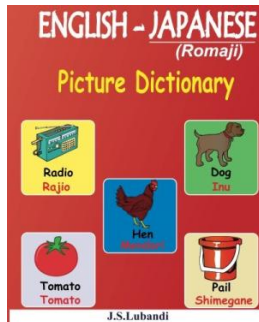 ENGLISH - JAPANESE
(Romaji)
Picture Dictionary
Radio
Rajio
Dog
Inu
Hen
Tomato
Tomato
Pail
Shimegane
J.S.Lubandi